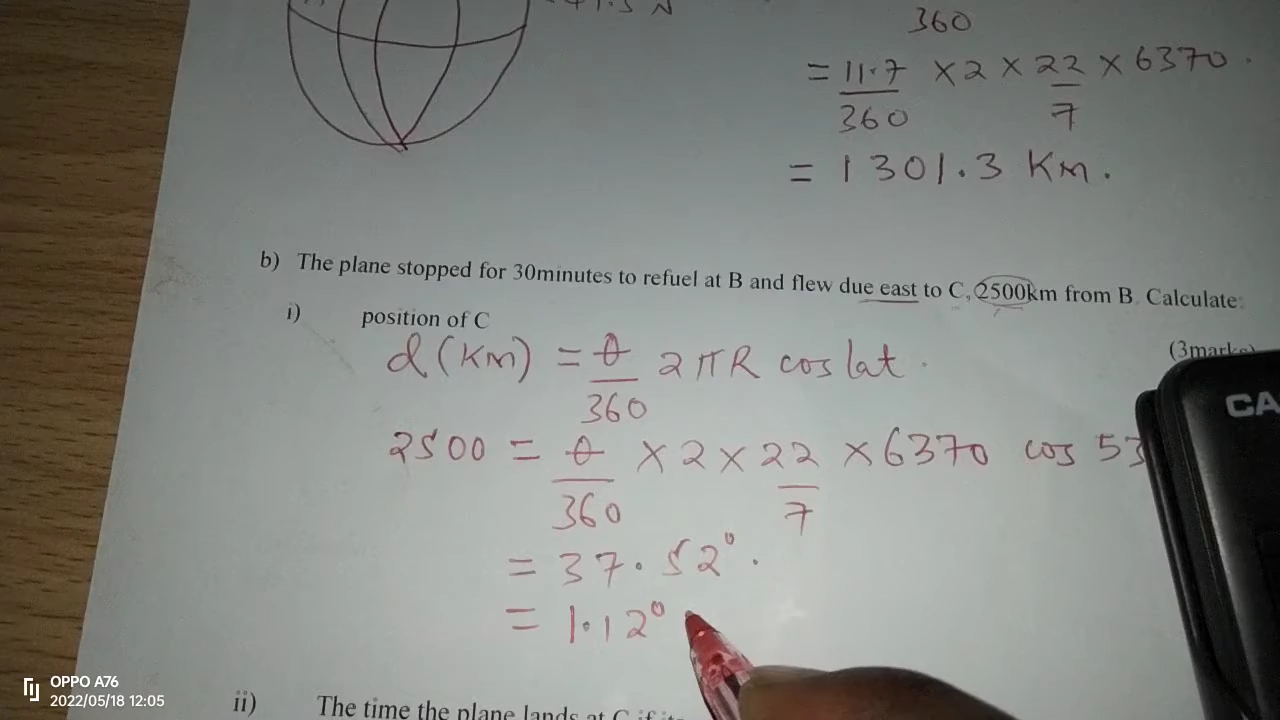 360
= 11.7 × 2 × 22 × 6370.
360 7
= 1301.3 Km.
b) The plane stopped for 30minutes to refuel at B and flew due east to C, 2500km from B. Calculate:
i) position of C
(3marks)
d(Km) = θ 2πR cos lat.
360
2500 = θ × 2 × 22 × 6370 cos 53
360 7
= 37.52°.
= 1.12°
ii) The time the plane lands at C if
CA
OPPO A76
2022/05/18 12:05